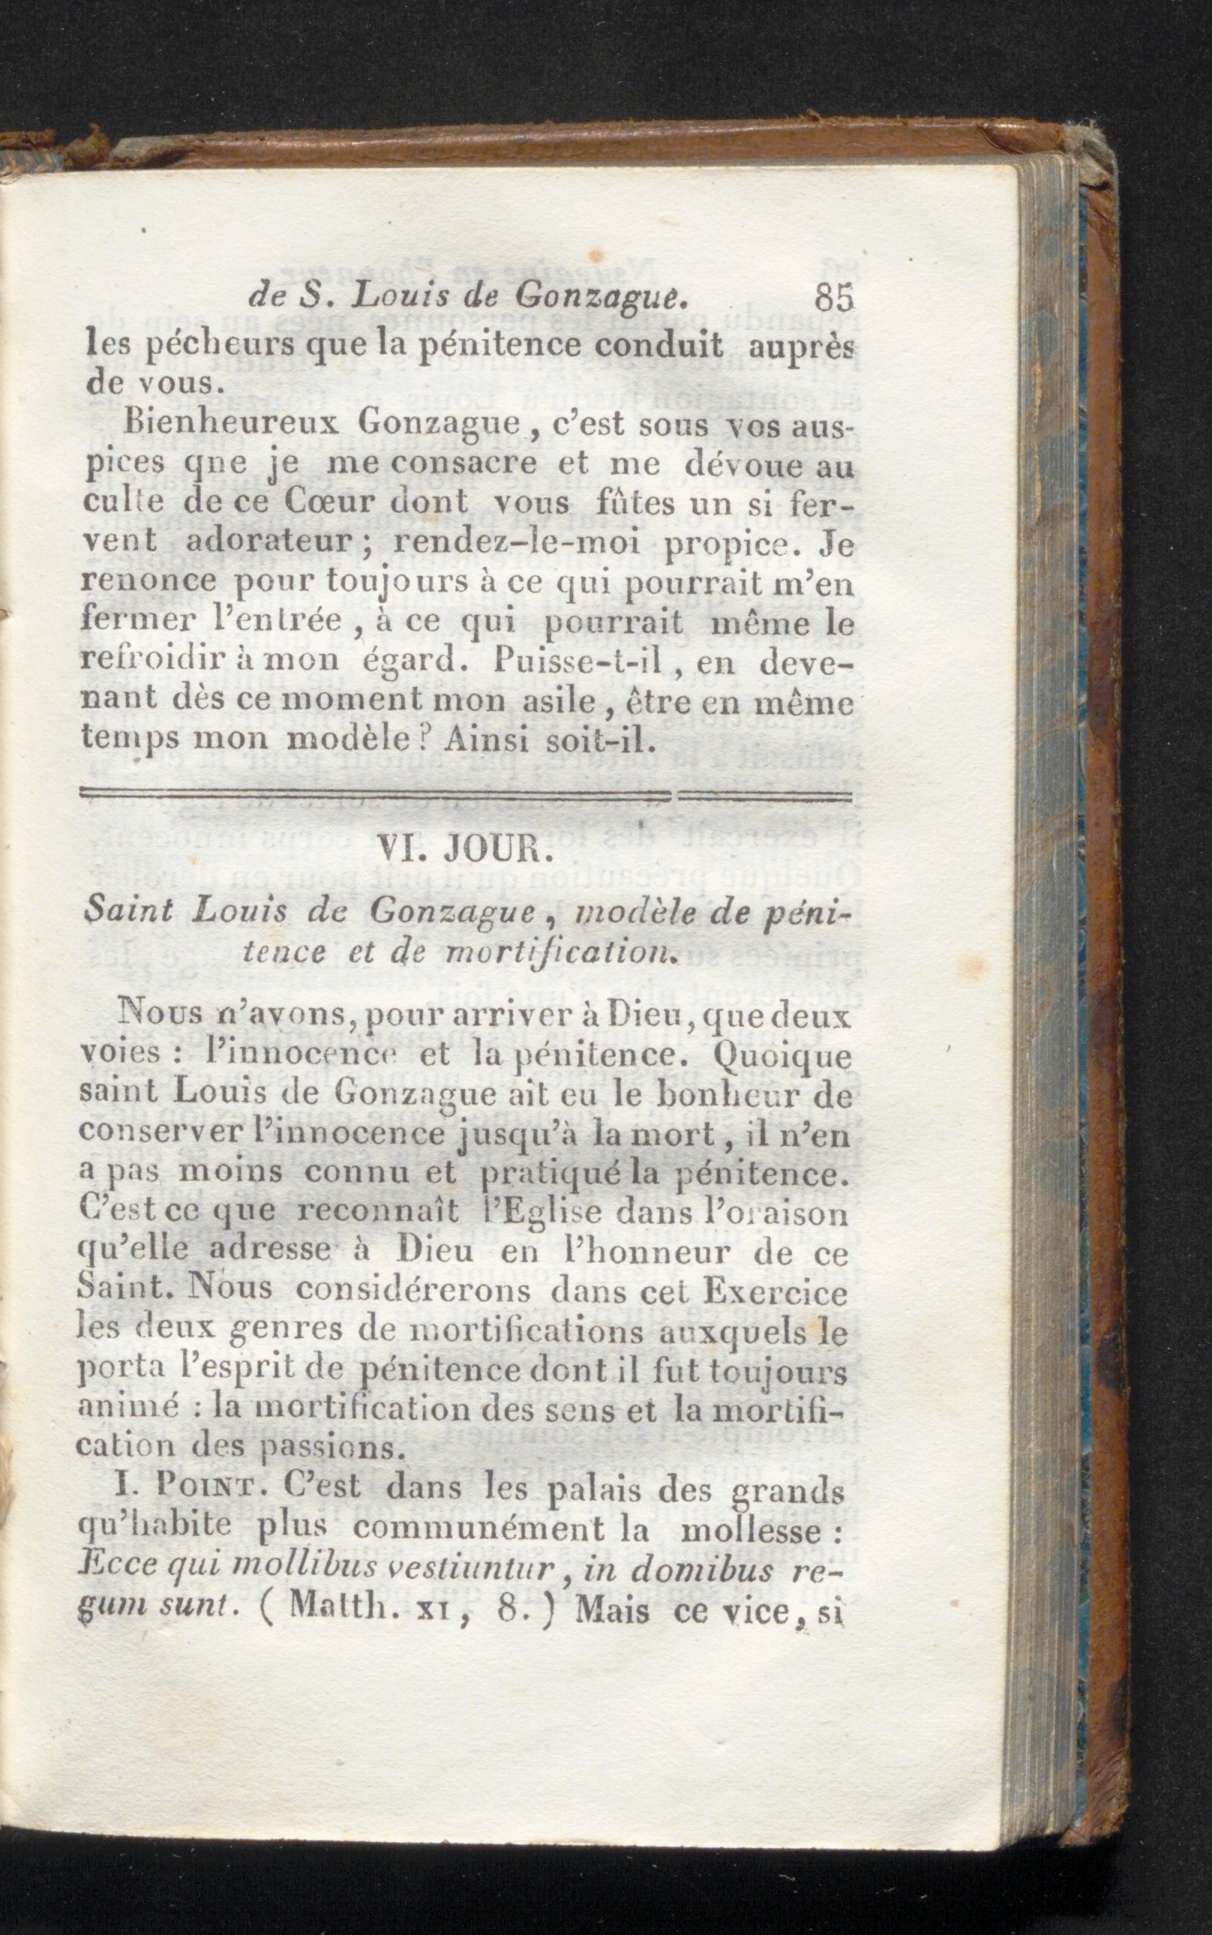 de S. Louis de Gonzague. 85
les pécheurs que la pénitence conduit auprès
de vous.
Bienheureux Gonzague, c'est sous vos aus-
pices qne je me consacre et me dévoue au
culte de ce Cœur dont vous fûtes un si fer-
vent adorateur; rendez-le-moi propice. Je
renonce pour toujours à ce qui pourrait m'en
fermer l'entrée, à ce qui pourrait même le
refroidir à mon égard. Puisse-t-il, en deve-
nant dès ce moment mon asile, être en même
temps mon modèle? Ainsi soit-il.
VI. JOUR.
Saint Louis de Gonzague, modèle de péni-
tence et de mortification.
Nous n'avons, pour arriver à Dieu, que deux
voies : l'innocence et la pénitence. Quoique
saint Louis de Gonzague ait eu le bonheur de
conserver l'innocence jusqu'à la mort, il n'en
a pas moins connu et pratiqué la pénitence.
C'est ce que reconnaît l'Eglise dans l'oraison
qu'elle adresse à Dieu en l'honneur de ce
Saint. Nous considérerons dans cet Exercice
les deux genres de mortifications auxquels le
porta l'esprit de pénitence dont il fut toujours
animé : la mortification des sens et la mortifi-
cation des passions.
I. POINT. C'est dans les palais des grands
qu'habite plus communément la mollesse :
Ecce qui mollibus vestiuntur, in domibus re-
gum sunt. ( Matth. XI, 8. ) Mais ce vice, si